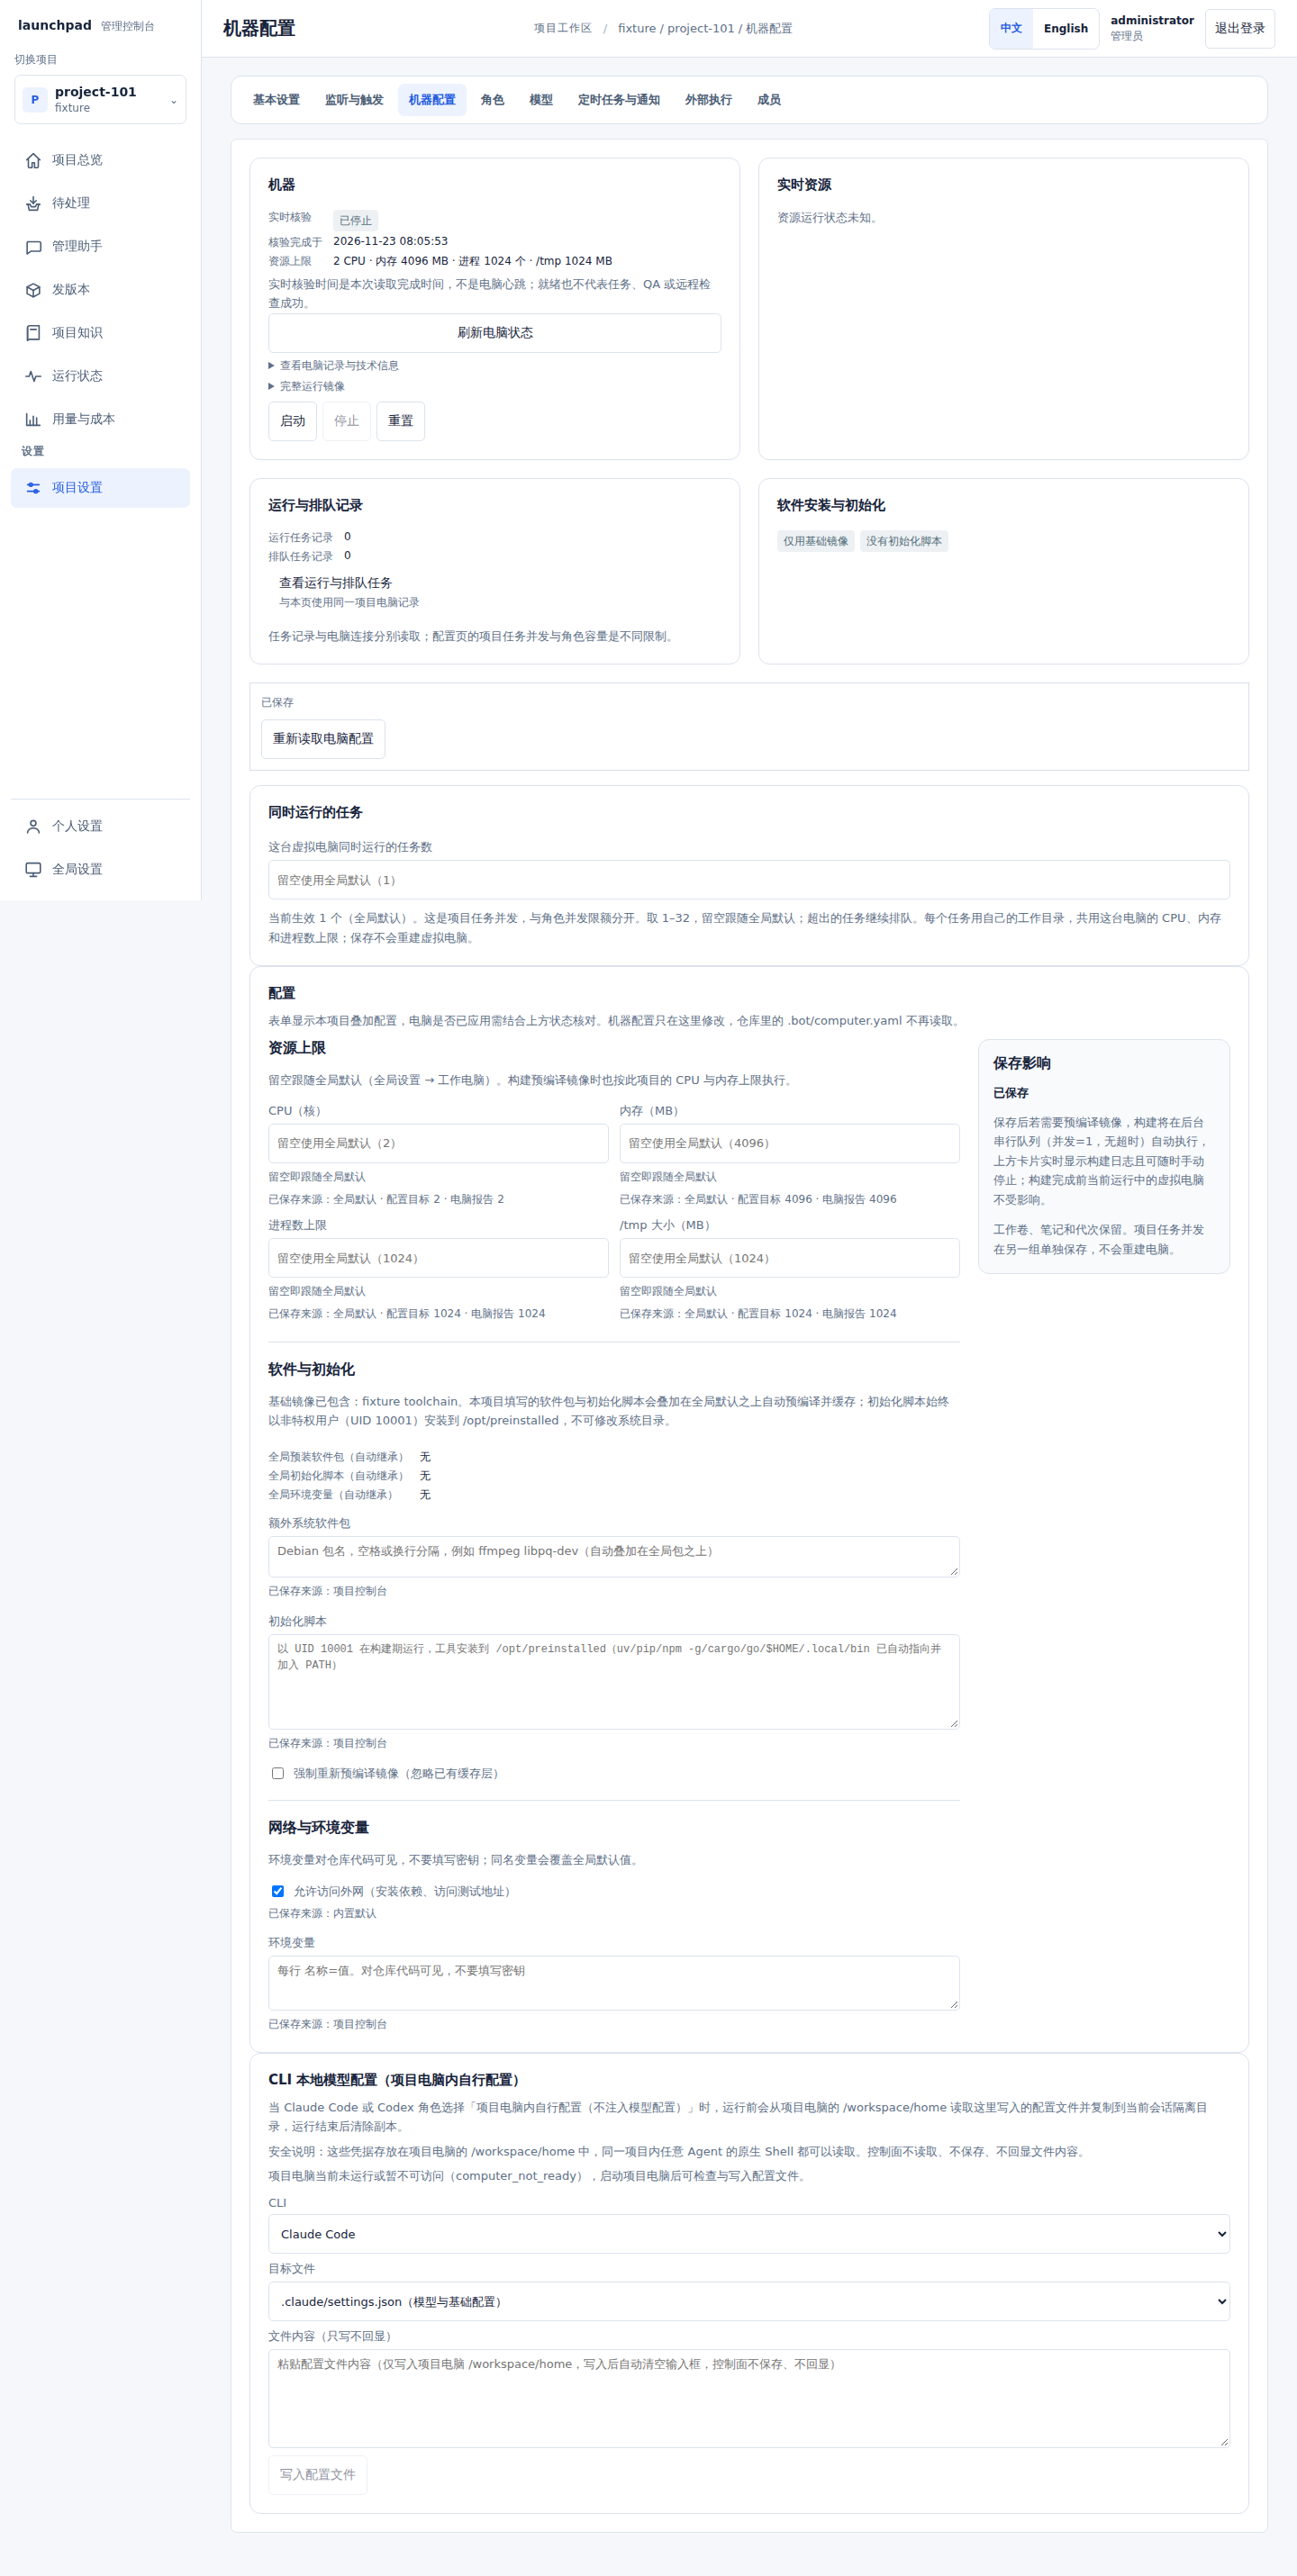 launchpad 管理控制台
切换项目
P
project-101
fixture
项目总览
待处理
管理助手
发版本
项目知识
运行状态
用量与成本
设置
项目设置
个人设置
全局设置
机器配置
项目工作区 / fixture / project-101 / 机器配置
中文 English
administrator
管理员
退出登录
基本设置 监听与触发 机器配置 角色 模型 定时任务与通知 外部执行 成员
机器
实时核验 已停止
核验完成于 2026-11-23 08:05:53
资源上限 2 CPU · 内存 4096 MB · 进程 1024 个 · /tmp 1024 MB
实时核验时间是本次读取完成时间，不是电脑心跳；就绪也不代表任务、QA 或远程检
查成功。
刷新电脑状态
查看电脑记录与技术信息
完整运行镜像
启动 停止 重置
实时资源
资源运行状态未知。
运行与排队记录
运行任务记录 0
排队任务记录 0
查看运行与排队任务
与本页使用同一项目电脑记录
任务记录与电脑连接分别读取；配置页的项目任务并发与角色容量是不同限制。
软件安装与初始化
仅用基础镜像 没有初始化脚本
已保存
重新读取电脑配置
同时运行的任务
这台虚拟电脑同时运行的任务数
留空使用全局默认（1）
当前生效 1 个（全局默认）。这是项目任务并发，与角色并发限额分开。取 1–32，留空跟随全局默认；超出的任务继续排队。每个任务用自己的工作目录，共用这台电脑的 CPU、内存
和进程数上限；保存不会重建虚拟电脑。
配置
表单显示本项目叠加配置，电脑是否已应用需结合上方状态核对。机器配置只在这里修改，仓库里的 .bot/computer.yaml 不再读取。
资源上限
留空跟随全局默认（全局设置 → 工作电脑）。构建预编译镜像时也按此项目的 CPU 与内存上限执行。
CPU（核）
留空使用全局默认（2）
留空即跟随全局默认
已保存来源：全局默认 · 配置目标 2 · 电脑报告 2
内存（MB）
留空使用全局默认（4096）
留空即跟随全局默认
已保存来源：全局默认 · 配置目标 4096 · 电脑报告 4096
进程数上限
留空使用全局默认（1024）
留空即跟随全局默认
已保存来源：全局默认 · 配置目标 1024 · 电脑报告 1024
/tmp 大小（MB）
留空使用全局默认（1024）
留空即跟随全局默认
已保存来源：全局默认 · 配置目标 1024 · 电脑报告 1024
保存影响
已保存
保存后若需要预编译镜像，构建将在后台
串行队列（并发=1，无超时）自动执行，
上方卡片实时显示构建日志且可随时手动
停止；构建完成前当前运行中的虚拟电脑
不受影响。
工作卷、笔记和代次保留。项目任务并发
在另一组单独保存，不会重建电脑。
软件与初始化
基础镜像已包含：fixture toolchain。本项目填写的软件包与初始化脚本会叠加在全局默认之上自动预编译并缓存；初始化脚本始终
以非特权用户（UID 10001）安装到 /opt/preinstalled，不可修改系统目录。
全局预装软件包（自动继承） 无
全局初始化脚本（自动继承） 无
全局环境变量（自动继承） 无
额外系统软件包
Debian 包名，空格或换行分隔，例如 ffmpeg libpq-dev（自动叠加在全局包之上）
已保存来源：项目控制台
初始化脚本
以 UID 10001 在构建期运行，工具安装到 /opt/preinstalled（uv/pip/npm -g/cargo/go/$HOME/.local/bin 已自动指向并
加入 PATH）
已保存来源：项目控制台
强制重新预编译镜像（忽略已有缓存层）
网络与环境变量
环境变量对仓库代码可见，不要填写密钥；同名变量会覆盖全局默认值。
允许访问外网（安装依赖、访问测试地址）
已保存来源：内置默认
环境变量
每行 名称=值。对仓库代码可见，不要填写密钥
已保存来源：项目控制台
CLI 本地模型配置（项目电脑内自行配置）
当 Claude Code 或 Codex 角色选择「项目电脑内自行配置（不注入模型配置）」时，运行前会从项目电脑的 /workspace/home 读取这里写入的配置文件并复制到当前会话隔离目
录，运行结束后清除副本。
安全说明：这些凭据存放在项目电脑的 /workspace/home 中，同一项目内任意 Agent 的原生 Shell 都可以读取。控制面不读取、不保存、不回显文件内容。
项目电脑当前未运行或暂不可访问（computer_not_ready），启动项目电脑后可检查与写入配置文件。
CLI
Claude Code
目标文件
.claude/settings.json（模型与基础配置）
文件内容（只写不回显）
粘贴配置文件内容（仅写入项目电脑 /workspace/home，写入后自动清空输入框，控制面不保存、不回显）
写入配置文件